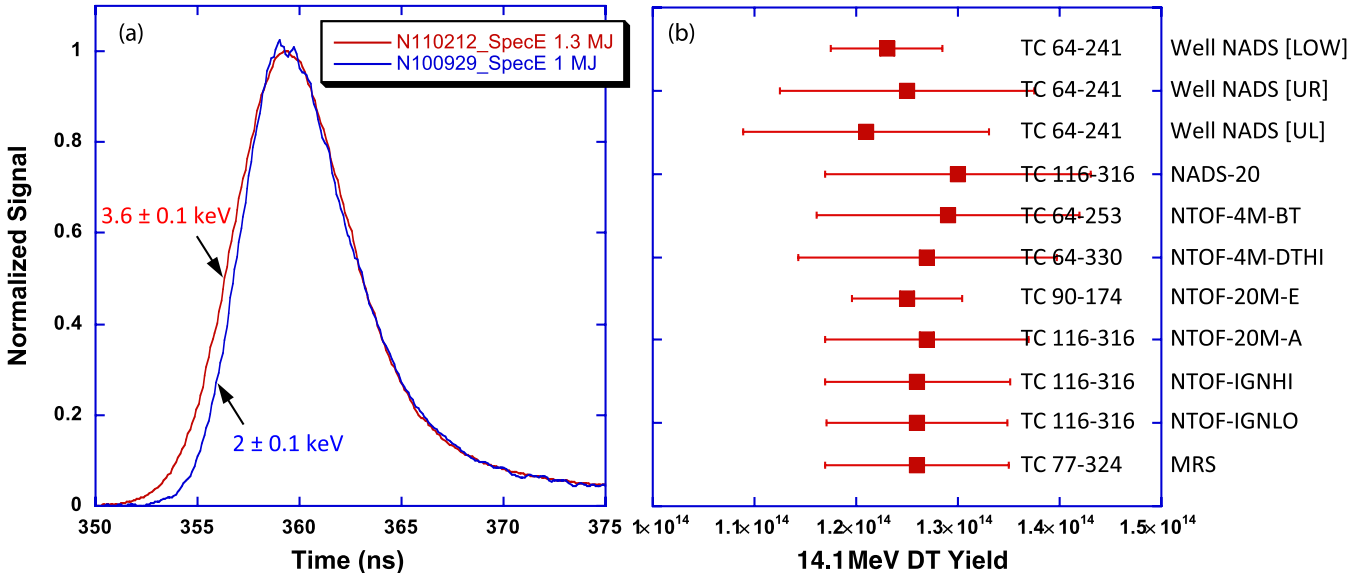 (a)
N110212_SpecE 1.3 MJ
N100929_SpecE 1 MJ
1
0.8
0.6
0.4
0.2
0
Normalized Signal
3.6 ± 0.1 keV
2 ± 0.1 keV
350
355
360
365
370
375
Time (ns)
(b)
TC 64-241 Well NADS [LOW]
TC 64-241 Well NADS [UR]
TC 64-241 Well NADS [UL]
TC 116-316 NADS-20
TC 64-253 NTOF-4M-BT
TC 64-330 NTOF-4M-DTHI
TC 90-174 NTOF-20M-E
TC 116-316 NTOF-20M-A
TC 116-316 NTOF-IGNHI
TC 116-316 NTOF-IGNLO
TC 77-324 MRS
1×10¹⁴
1.1×10¹⁴
1.2×10¹⁴
1.3×10¹⁴
1.4×10¹⁴
1.5×10¹⁴
14.1MeV DT Yield